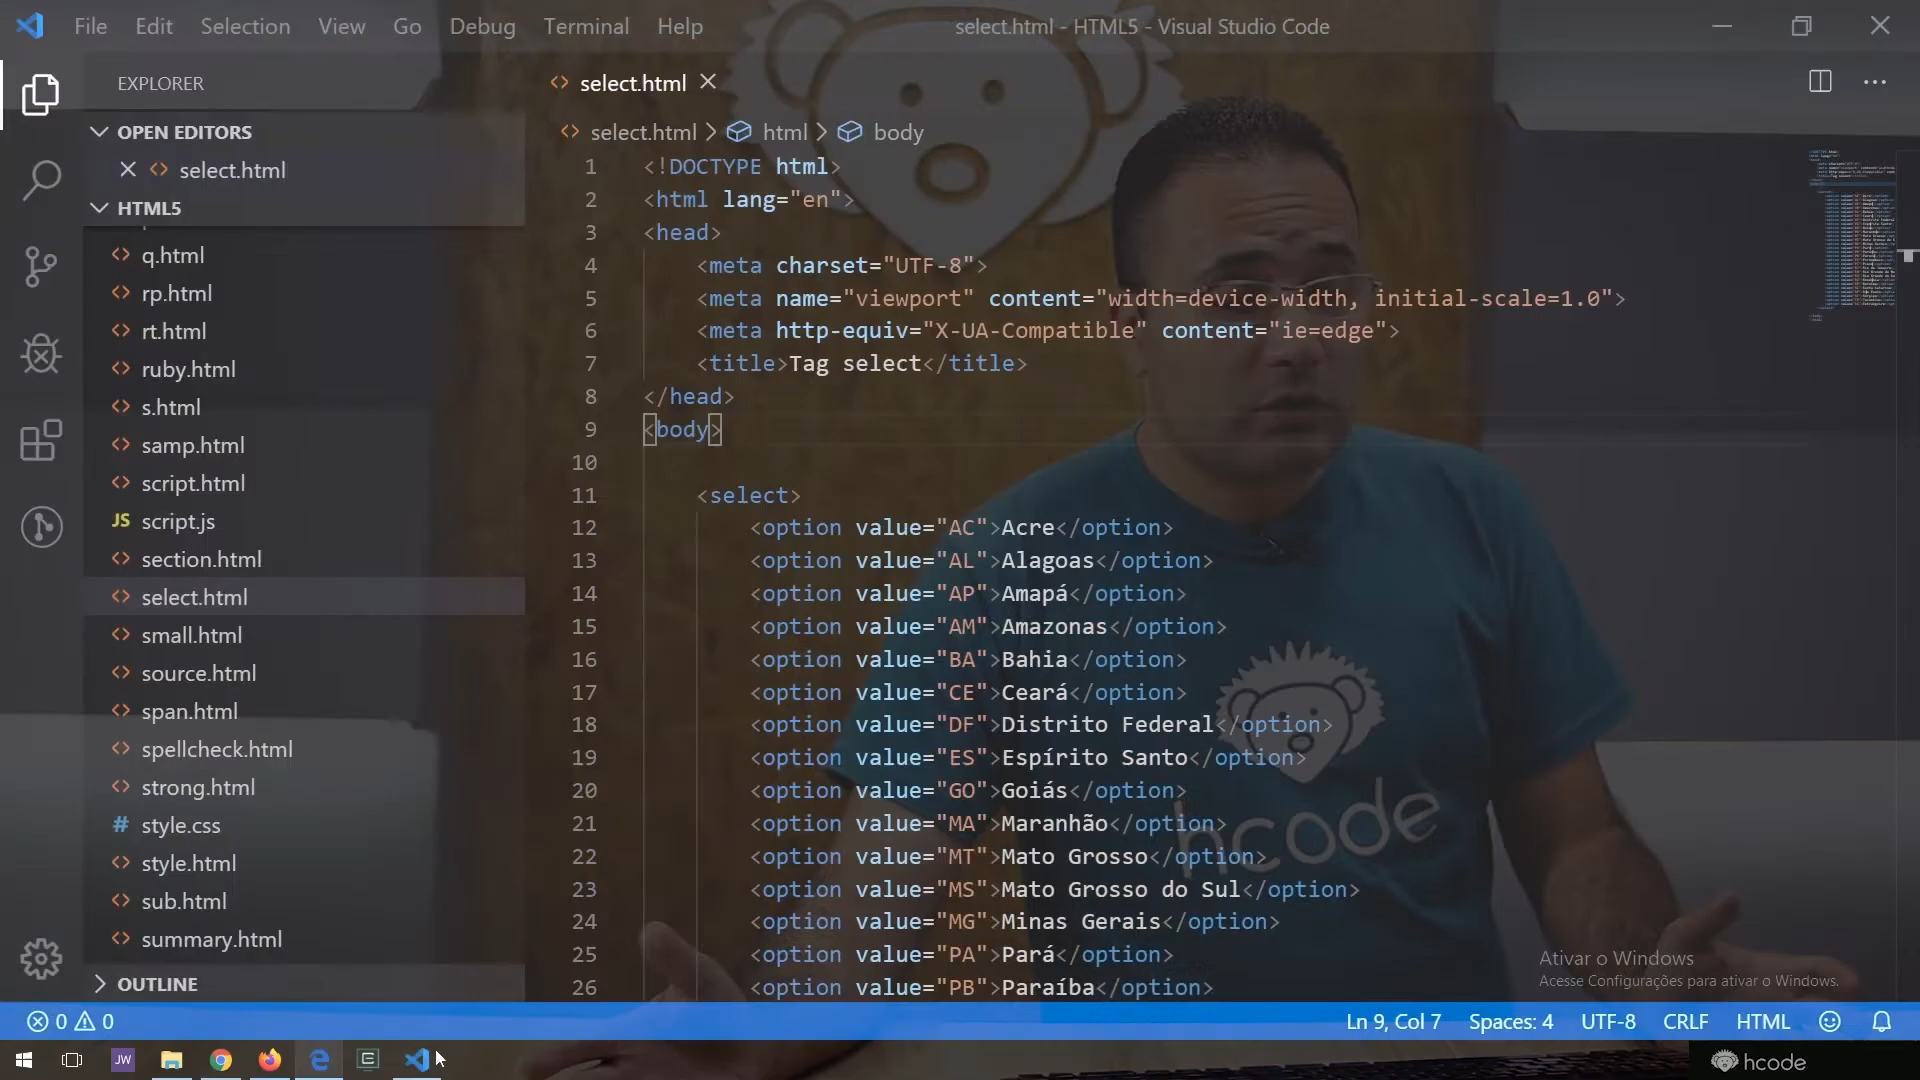 File Edit Selection View Go Debug Terminal Help
select.html - HTML5 - Visual Studio Code
EXPLORER
OPEN EDITORS
select.html
HTML5
q.html
rp.html
rt.html
ruby.html
s.html
samp.html
script.html
JS script.js
section.html
select.html
small.html
source.html
span.html
spellcheck.html
strong.html
# style.css
style.html
sub.html
summary.html
OUTLINE
select.html
select.html > html > body
1 <!DOCTYPE html>
2 <html lang="en">
3 <head>
4 <meta charset="UTF-8">
5 <meta name="viewport" content="width=device-width, initial-scale=1.0">
6 <meta http-equiv="X-UA-Compatible" content="ie=edge">
7 <title>Tag select</title>
8 </head>
9 <body>
10
11 <select>
12 <option value="AC">Acre</option>
13 <option value="AL">Alagoas</option>
14 <option value="AP">Amapá</option>
15 <option value="AM">Amazonas</option>
16 <option value="BA">Bahia</option>
17 <option value="CE">Ceará</option>
18 <option value="DF">Distrito Federal</option>
19 <option value="ES">Espírito Santo</option>
20 <option value="GO">Goiás</option>
21 <option value="MA">Maranhão</option>
22 <option value="MT">Mato Grosso</option>
23 <option value="MS">Mato Grosso do Sul</option>
24 <option value="MG">Minas Gerais</option>
25 <option value="PA">Pará</option>
26 <option value="PB">Paraíba</option>
hcode
Ativar o Windows
Acesse Configurações para ativar o Windows.
0 0
Ln 9, Col 7 Spaces: 4 UTF-8 CRLF HTML
JW
hcode